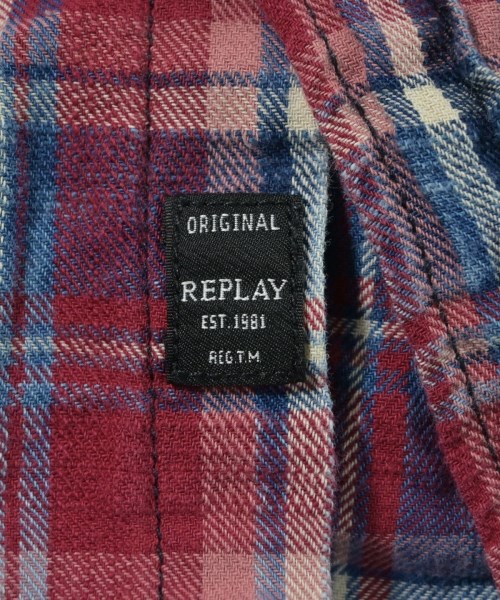 ORIGINAL
REPLAY
EST.1981
REG.T.M